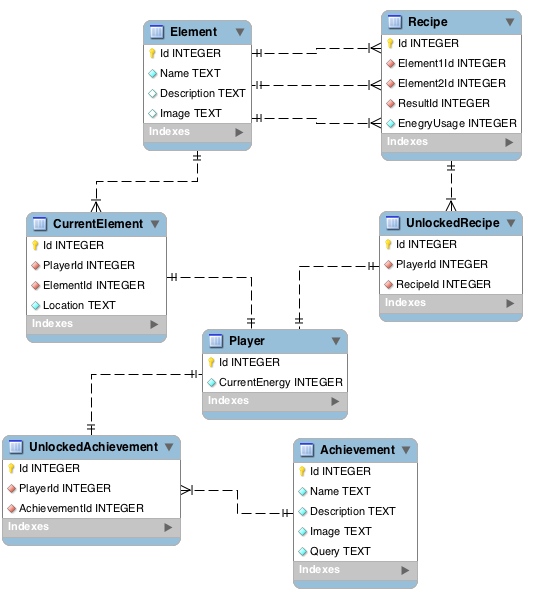 Element
Id INTEGER
Name TEXT
Description TEXT
Image TEXT
Indexes
Recipe
Id INTEGER
Element1Id INTEGER
Element2Id INTEGER
ResultId INTEGER
EnegryUsage INTEGER
Indexes
CurrentElement
Id INTEGER
PlayerId INTEGER
ElementId INTEGER
Location TEXT
Indexes
UnlockedRecipe
Id INTEGER
PlayerId INTEGER
RecipeId INTEGER
Indexes
Player
Id INTEGER
CurrentEnergy INTEGER
Indexes
UnlockedAchievement
Id INTEGER
PlayerId INTEGER
AchievementId INTEGER
Indexes
Achievement
Id INTEGER
Name TEXT
Description TEXT
Image TEXT
Query TEXT
Indexes